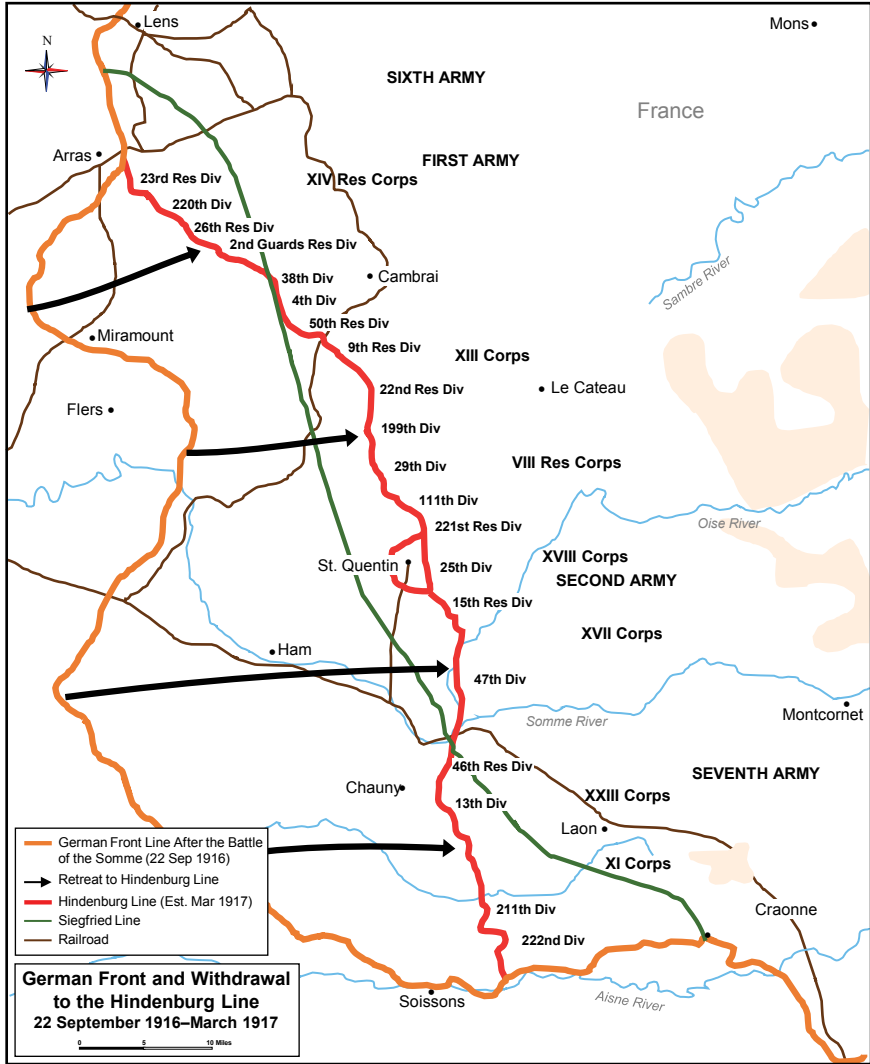 Lens
Mons
N
SIXTH ARMY
France
Arras
FIRST ARMY
23rd Res Div
XIV Res Corps
220th Div
26th Res Div
2nd Guards Res Div
Sambre River
38th Div
Cambrai
4th Div
50th Res Div
Miramount
9th Res Div
XIII Corps
22nd Res Div
Le Cateau
Flers
199th Div
29th Div
VIII Res Corps
111th Div
221st Res Div
Oise River
St. Quentin
25th Div
XVIII Corps
SECOND ARMY
15th Res Div
XVII Corps
Ham
47th Div
Montcornet
Somme River
46th Res Div
SEVENTH ARMY
Chauny
13th Div
XXIII Corps
Laon
XI Corps
Craonne
211th Div
222nd Div
Soissons
Aisne River
German Front Line After the Battle
of the Somme (22 Sep 1916)
Retreat to Hindenburg Line
Hindenburg Line (Est. Mar 1917)
Siegfried Line
Railroad
German Front and Withdrawal
to the Hindenburg Line
22 September 1916–March 1917
0 5 10 Miles